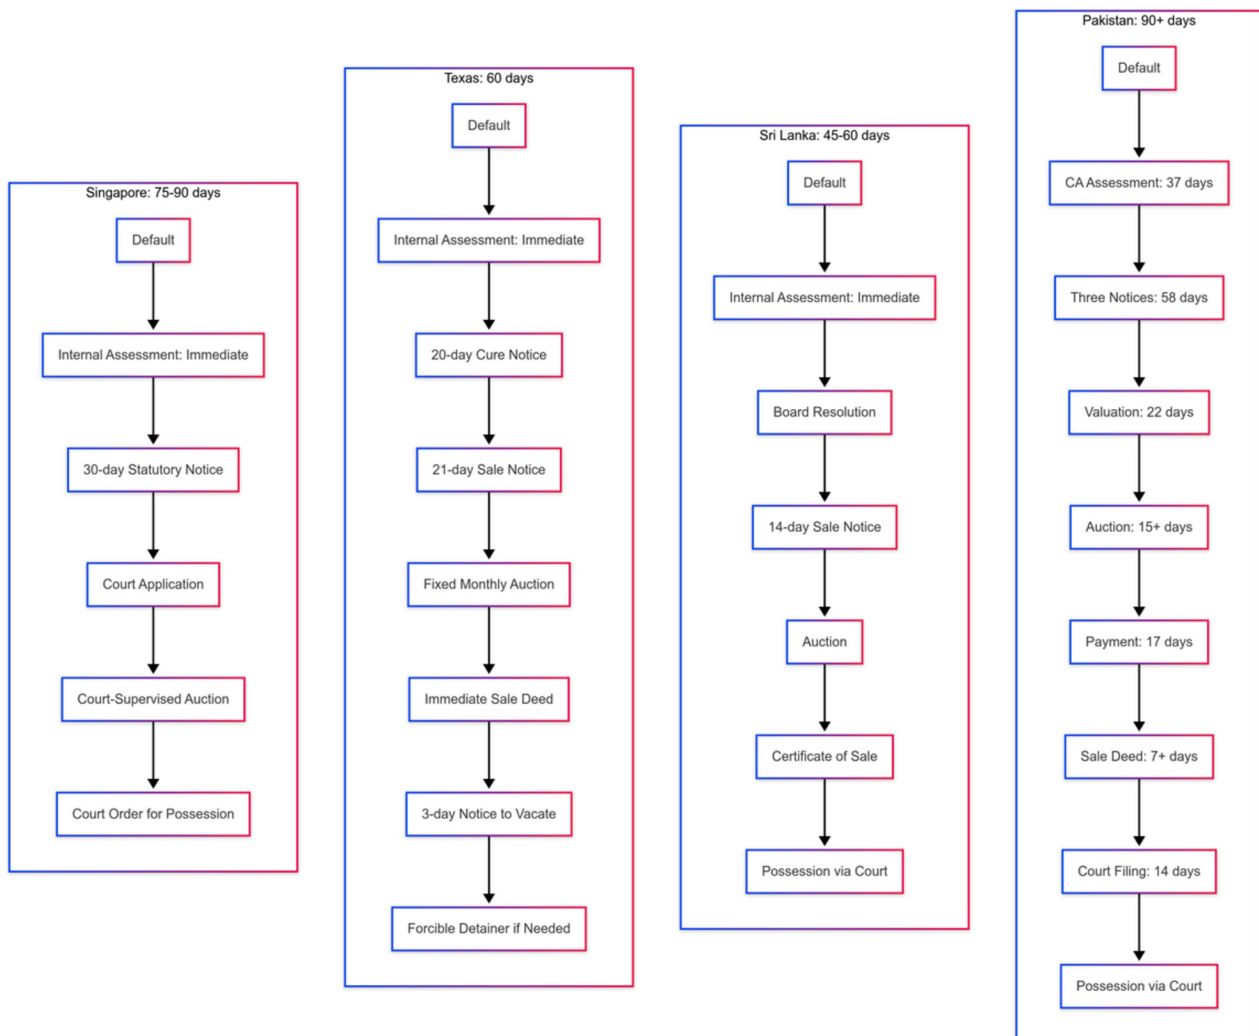 Singapore: 75-90 days
Default
Internal Assessment: Immediate
30-day Statutory Notice
Court Application
Court-Supervised Auction
Court Order for Possession
Texas: 60 days
Default
Internal Assessment: Immediate
20-day Cure Notice
21-day Sale Notice
Fixed Monthly Auction
Immediate Sale Deed
3-day Notice to Vacate
Forcible Detainer if Needed
Sri Lanka: 45-60 days
Default
Internal Assessment: Immediate
Board Resolution
14-day Sale Notice
Auction
Certificate of Sale
Possession via Court
Pakistan: 90+ days
Default
CA Assessment: 37 days
Three Notices: 58 days
Valuation: 22 days
Auction: 15+ days
Payment: 17 days
Sale Deed: 7+ days
Court Filing: 14 days
Possession via Court